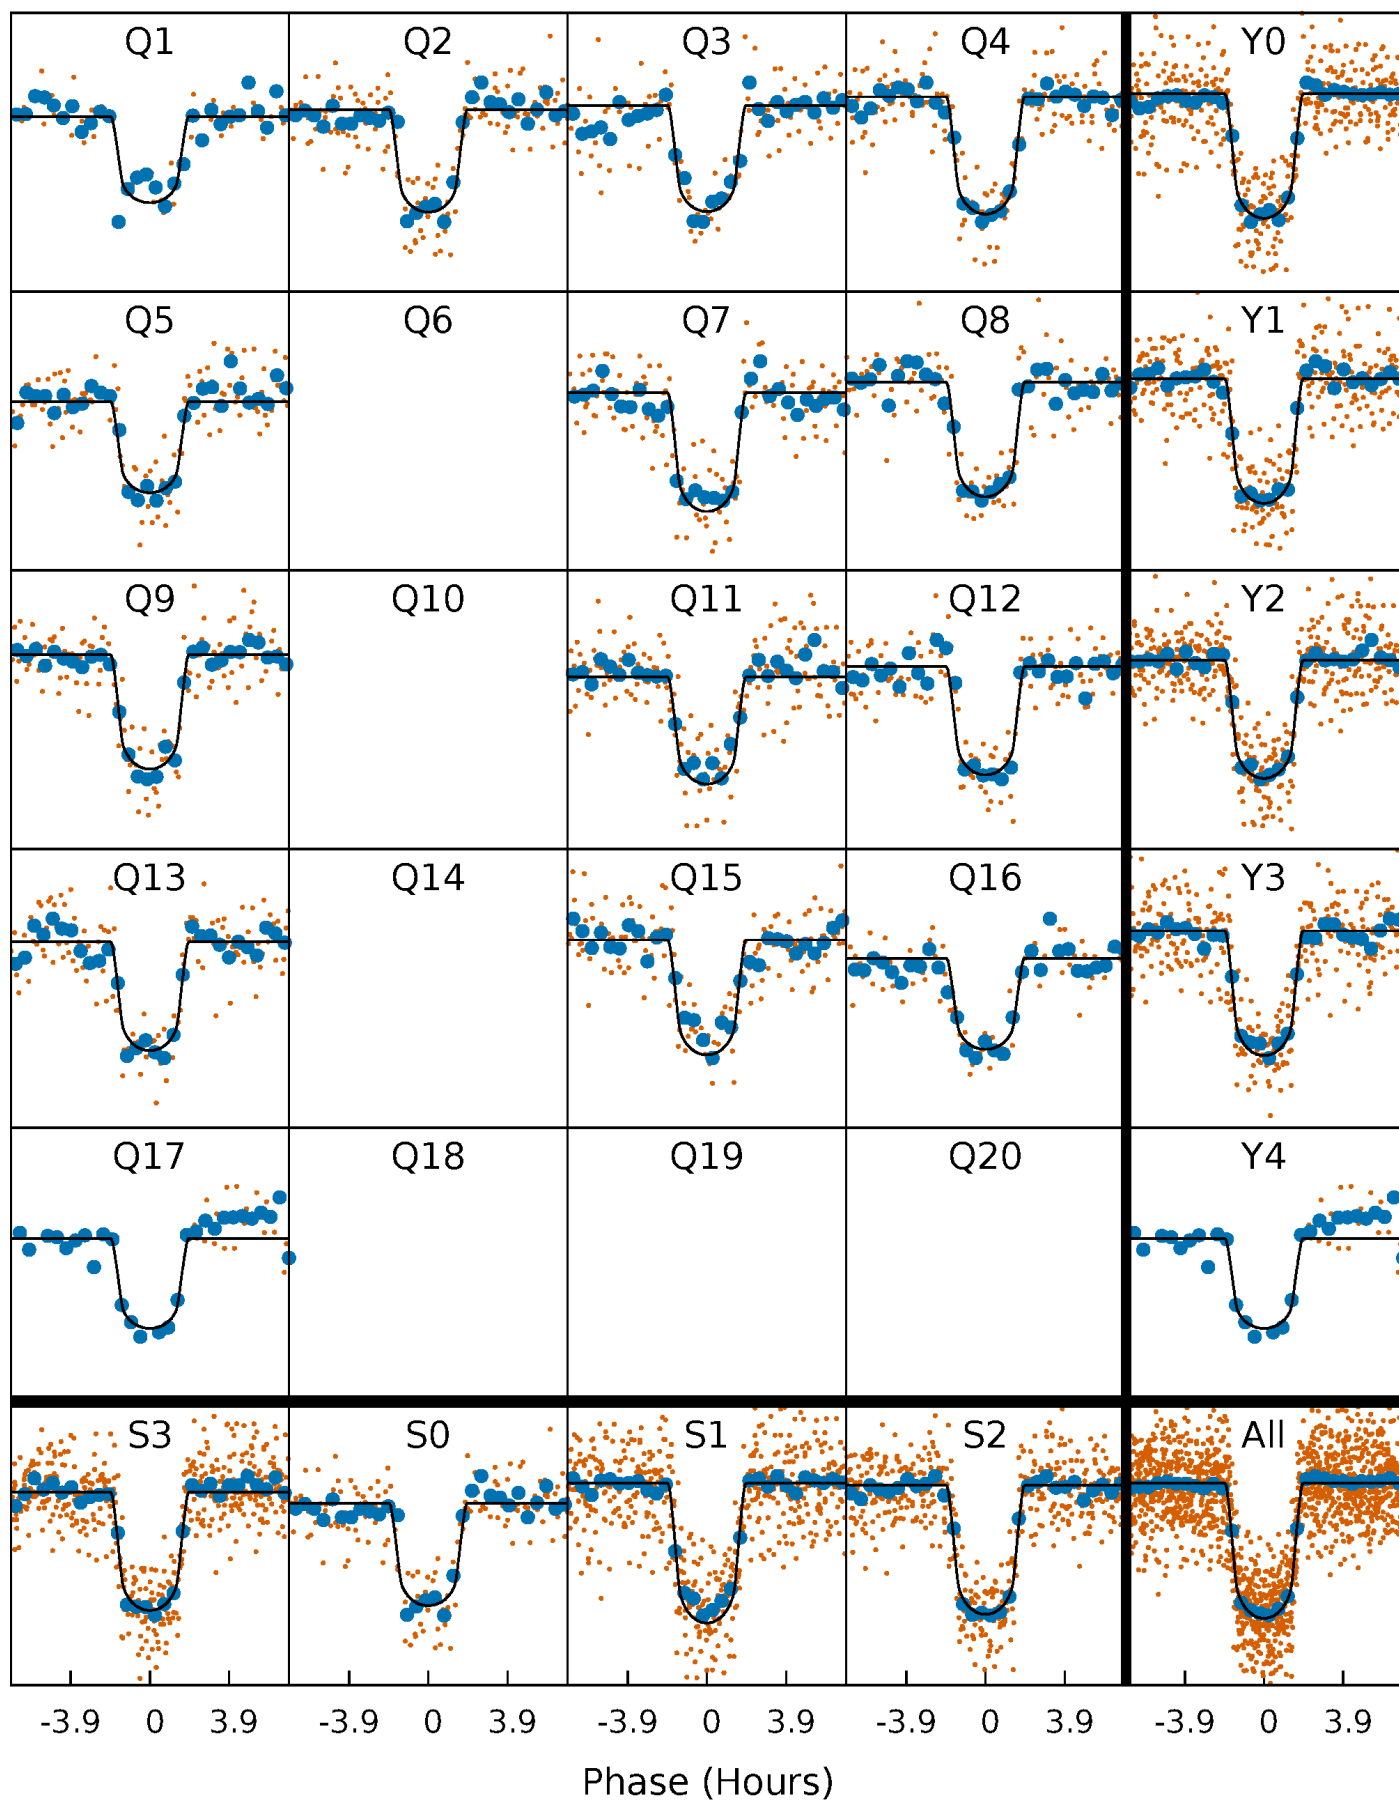 Q1 Q2 Q3 Q4 Y0
Q5 Q6 Q7 Q8 Y1
Q9 Q10 Q11 Q12 Y2
Q13 Q14 Q15 Q16 Y3
Q17 Q18 Q19 Q20 Y4
S3 S0 S1 S2 All
-3.9 0 3.9 -3.9 0 3.9 -3.9 0 3.9 -3.9 0 3.9 -3.9 0 3.9
Phase (Hours)